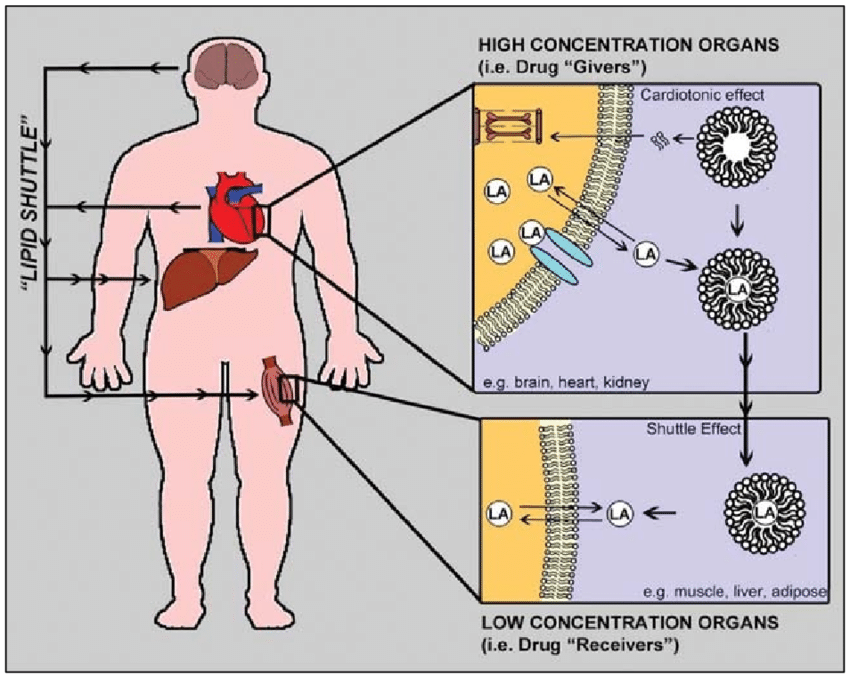 HIGH CONCENTRATION ORGANS
(i.e. Drug “Givers”)
“LIPID SHUTTLE”
Cardiotonic effect
LA
LA
LA
LA
LA
LA
e.g. brain, heart, kidney
Shuttle Effect
LA
LA
LA
e.g. muscle, liver, adipose
LOW CONCENTRATION ORGANS
(i.e. Drug “Receivers”)